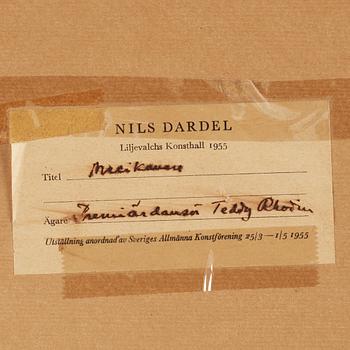 NILS DARDEL
Liljevalchs Konsthall 1955
Titel Mexikanen
Ägare Premiärdansör Teddy Rhodin
Utställning anordnad av Sveriges Allmänna Konstförening 25/3 — 1/5 1955